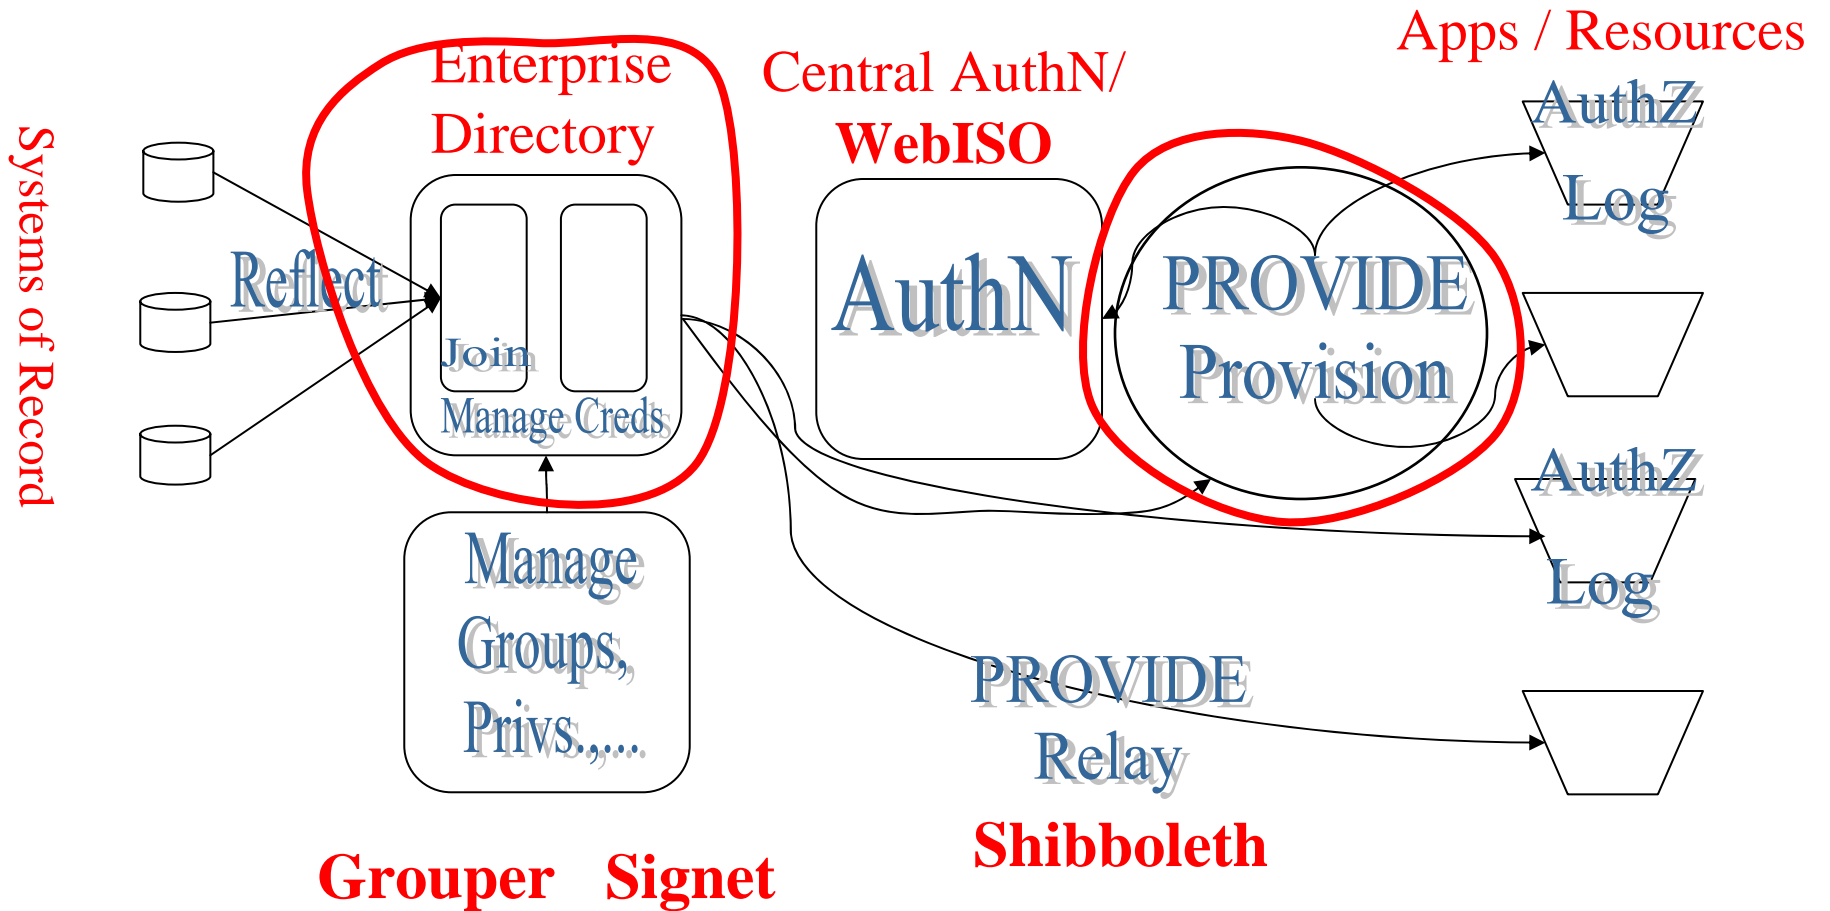 Systems of Record
Reflect
Enterprise
Directory
Join
Manage Creds
Manage
Groups,
Privs.,...
Grouper Signet
Central AuthN/
WebISO
AuthN
PROVIDE
Provision
PROVIDE
Relay
Shibboleth
Apps / Resources
AuthZ
Log
AuthZ
Log